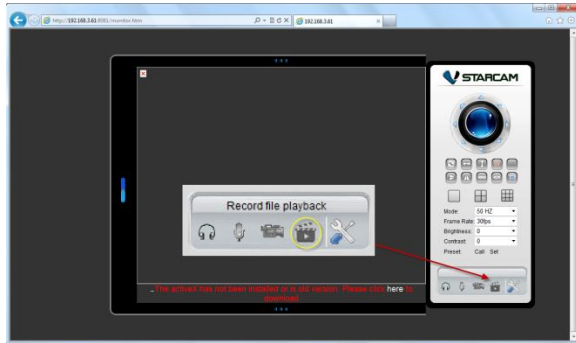 http://192.168.3.61:8081/monitor.htm
192.168.3.61
VSTARCAM
Record file playback
Mode: 50 HZ
Frame Rate: 30fps
Brightness: 0
Contrast: 0
Preset: Call Set
..The activeX has not been installed or is old version. Please click here to
download